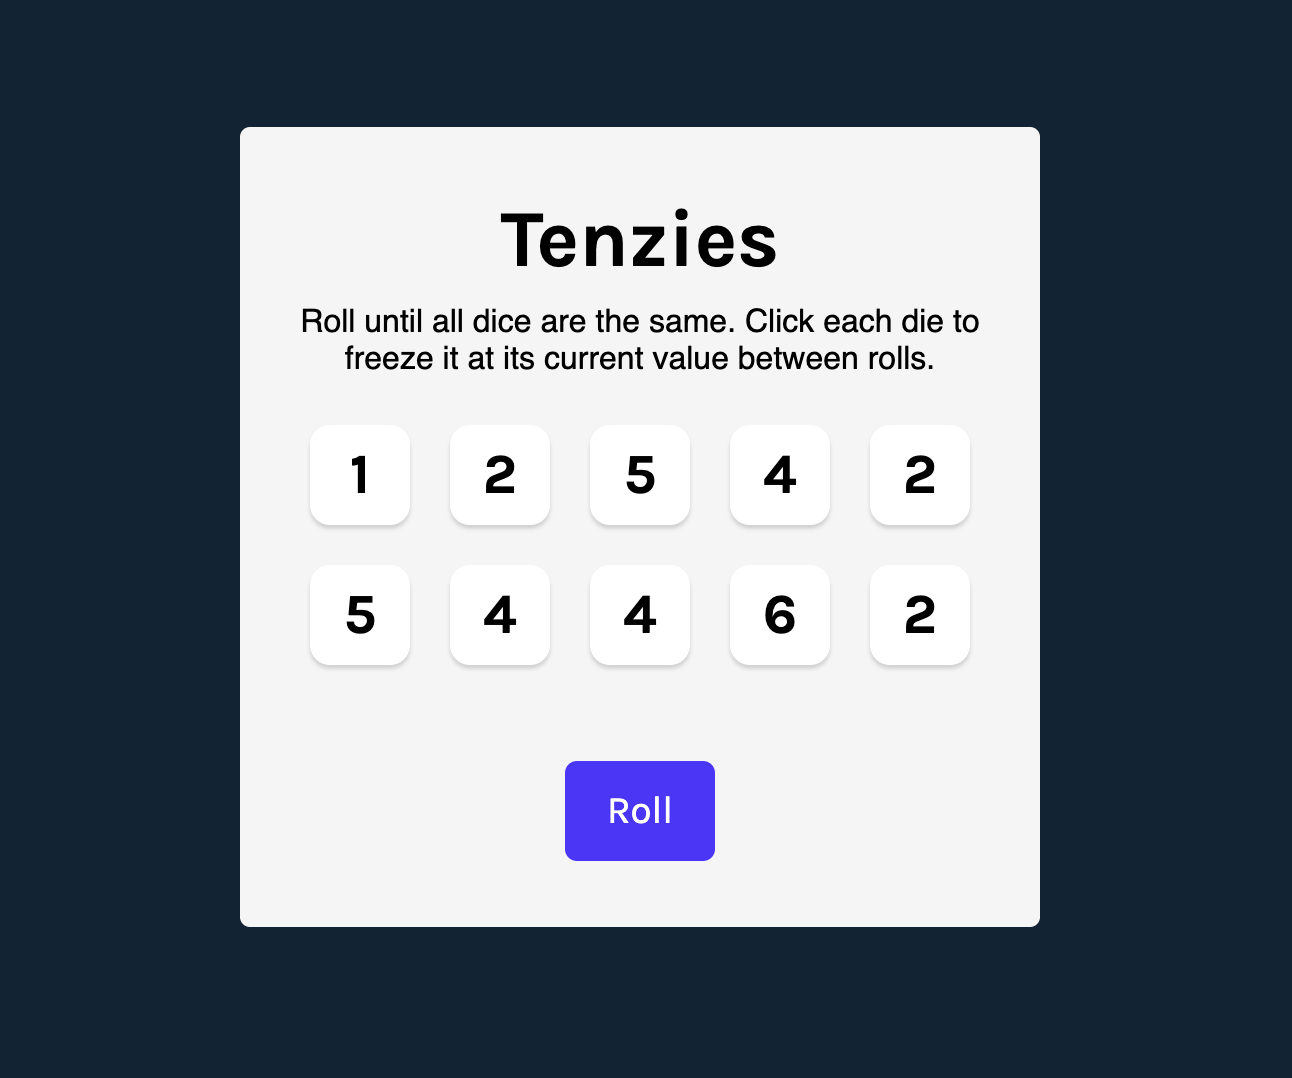 Tenzies
Roll until all dice are the same. Click each die to
freeze it at its current value between rolls.
1 2 5 4 2
5 4 4 6 2
Roll